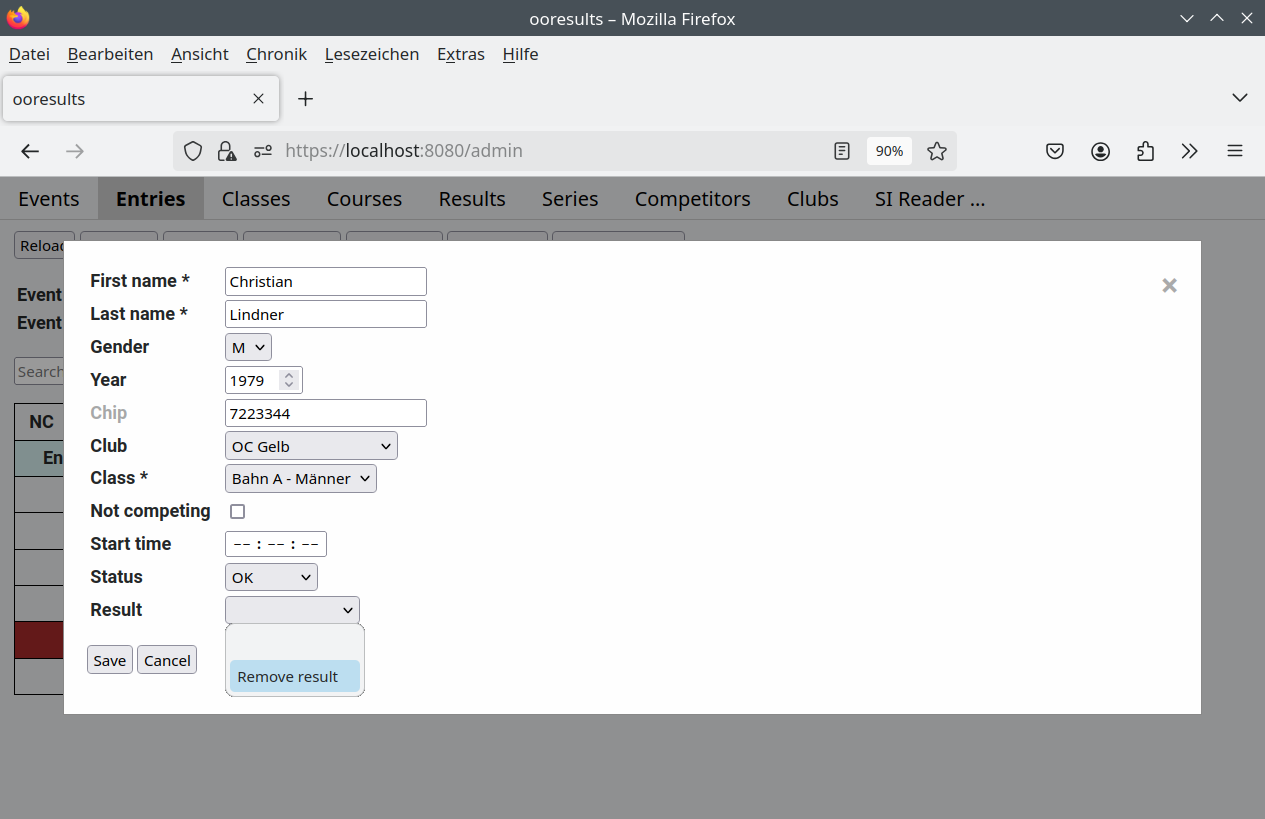 ooresults – Mozilla Firefox
Datei Bearbeiten Ansicht Chronik Lesezeichen Extras Hilfe
ooresults
https://localhost:8080/admin 90%
Events Entries Classes Courses Results Series Competitors Clubs SI Reader ...
Reload
First name * Christian
Event
Last name * Lindner
Event
Gender M
Search
Year 1979
Chip 7223344
NC
Club OC Gelb
En
Class * Bahn A - Männer
Not competing
Start time -- : -- : --
Status OK
Result
Save Cancel
Remove result